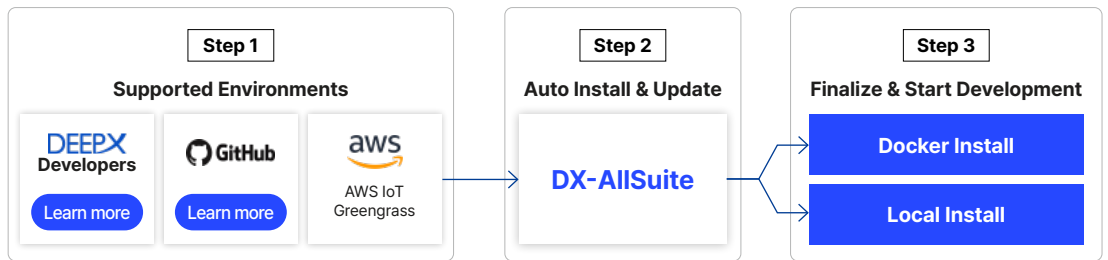 Step 1
Supported Environments
DEEPX
Developers
Learn more
GitHub
Learn more
aws
AWS IoT
Greengrass
Step 2
Auto Install & Update
DX-AllSuite
Step 3
Finalize & Start Development
Docker Install
Local Install